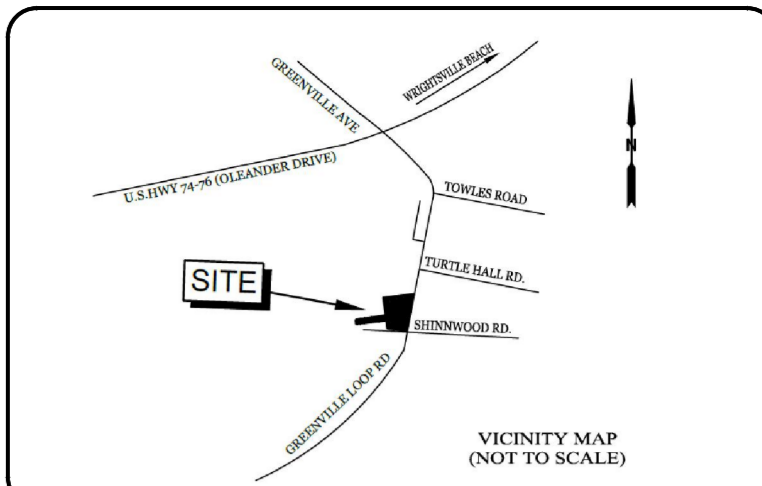 GREENVILLE AVE
WRIGHTSVILLE BEACH
U.S.HWY 74-76 (OLEANDER DRIVE)
N
TOWLES ROAD
TURTLE HALL RD.
SITE
SHINNWOOD RD.
GREENVILLE LOOP RD
VICINITY MAP
(NOT TO SCALE)